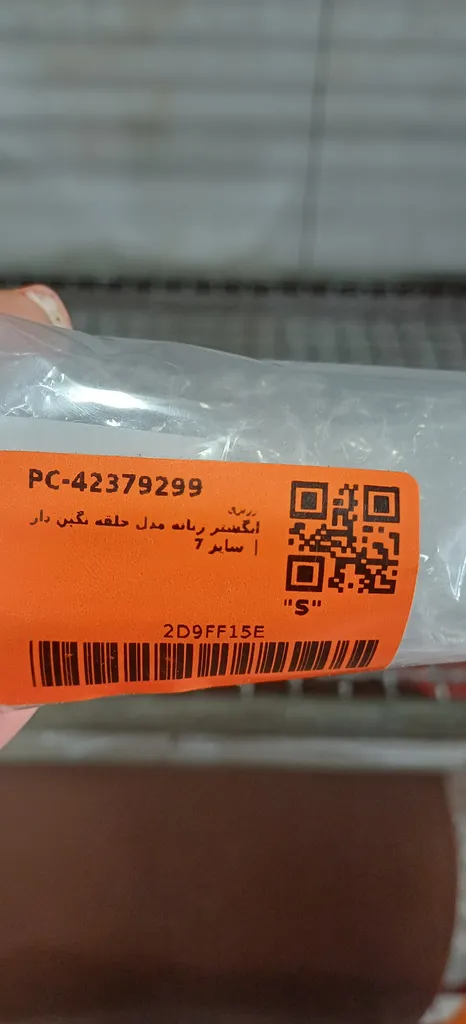 PC-42379299
انگشتر زنانه مدل حلقه نگین دار
| سایز 7
"S"
2D9FF15E